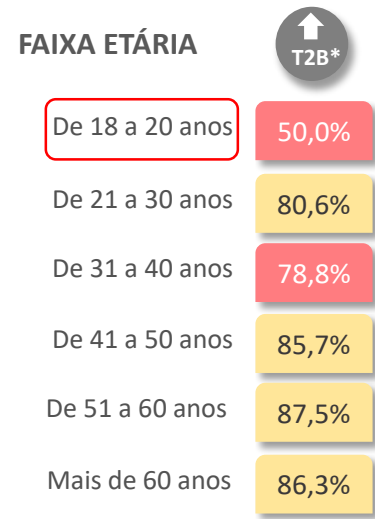 FAIXA ETÁRIA T2B*
De 18 a 20 anos 50,0%
De 21 a 30 anos 80,6%
De 31 a 40 anos 78,8%
De 41 a 50 anos 85,7%
De 51 a 60 anos 87,5%
Mais de 60 anos 86,3%